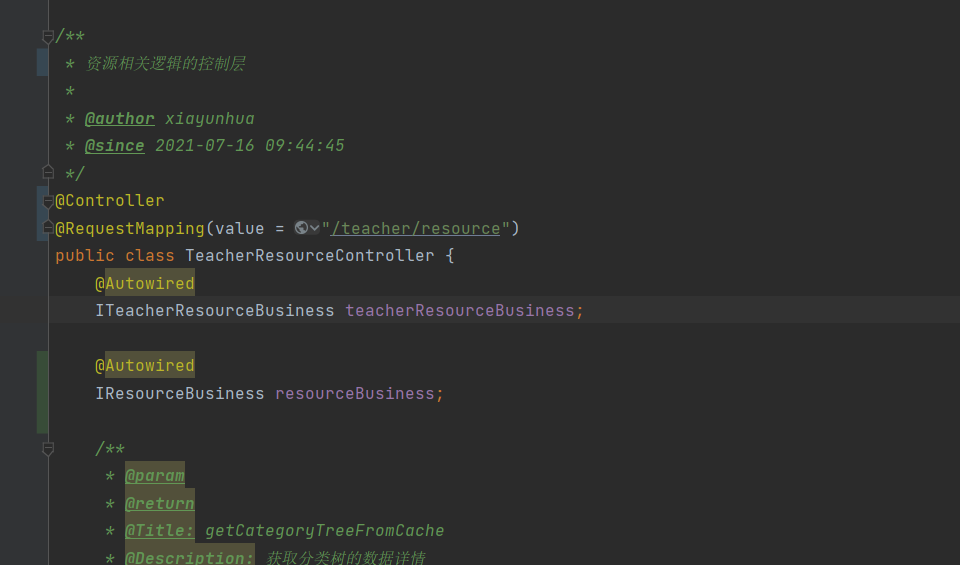 /**
 * 资源相关逻辑的控制层
 *
 * @author xiayunhua
 * @since 2021-07-16 09:44:45
 */
@Controller
@RequestMapping(value = "/teacher/resource")
public class TeacherResourceController {
    @Autowired
    ITeacherResourceBusiness teacherResourceBusiness;
    @Autowired
    IResourceBusiness resourceBusiness;
    /**
     * @param
     * @return
     * @Title: getCategoryTreeFromCache
     * @Description: 获取分类树的数据详情